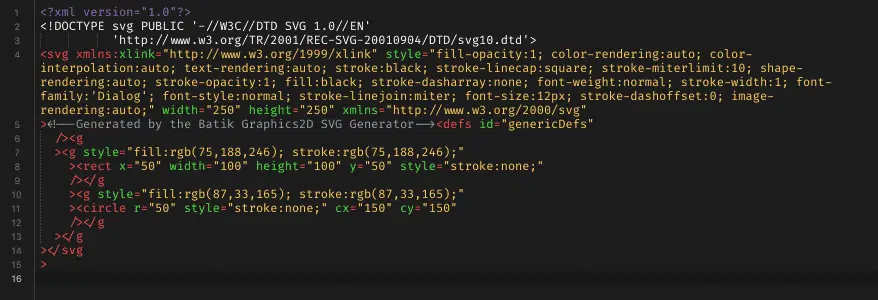 1 <?xml version="1.0"?>
2 <!DOCTYPE svg PUBLIC '-//W3C//DTD SVG 1.0//EN'
3 'http://www.w3.org/TR/2001/REC-SVG-20010904/DTD/svg10.dtd'>
4 <svg xmlns:xlink="http://www.w3.org/1999/xlink" style="fill-opacity:1; color-rendering:auto; color-
interpolation:auto; text-rendering:auto; stroke:black; stroke-linecap:square; stroke-miterlimit:10; shape-
rendering:auto; stroke-opacity:1; fill:black; stroke-dasharray:none; font-weight:normal; stroke-width:1; font-
family:'Dialog'; font-style:normal; stroke-linejoin:miter; font-size:12px; stroke-dashoffset:0; image-
rendering:auto;" width="250" height="250" xmlns="http://www.w3.org/2000/svg"
5 ><!--Generated by the Batik Graphics2D SVG Generator--><defs id="genericDefs"
6 /><g
7 ><g style="fill:rgb(75,188,246); stroke:rgb(75,188,246);"
8 ><rect x="50" width="100" height="100" y="50" style="stroke:none;"
9 /></g
10 ><g style="fill:rgb(87,33,165); stroke:rgb(87,33,165);"
11 ><circle r="50" style="stroke:none;" cx="150" cy="150"
12 /></g
13 ></g
14 ></svg
15 >
16